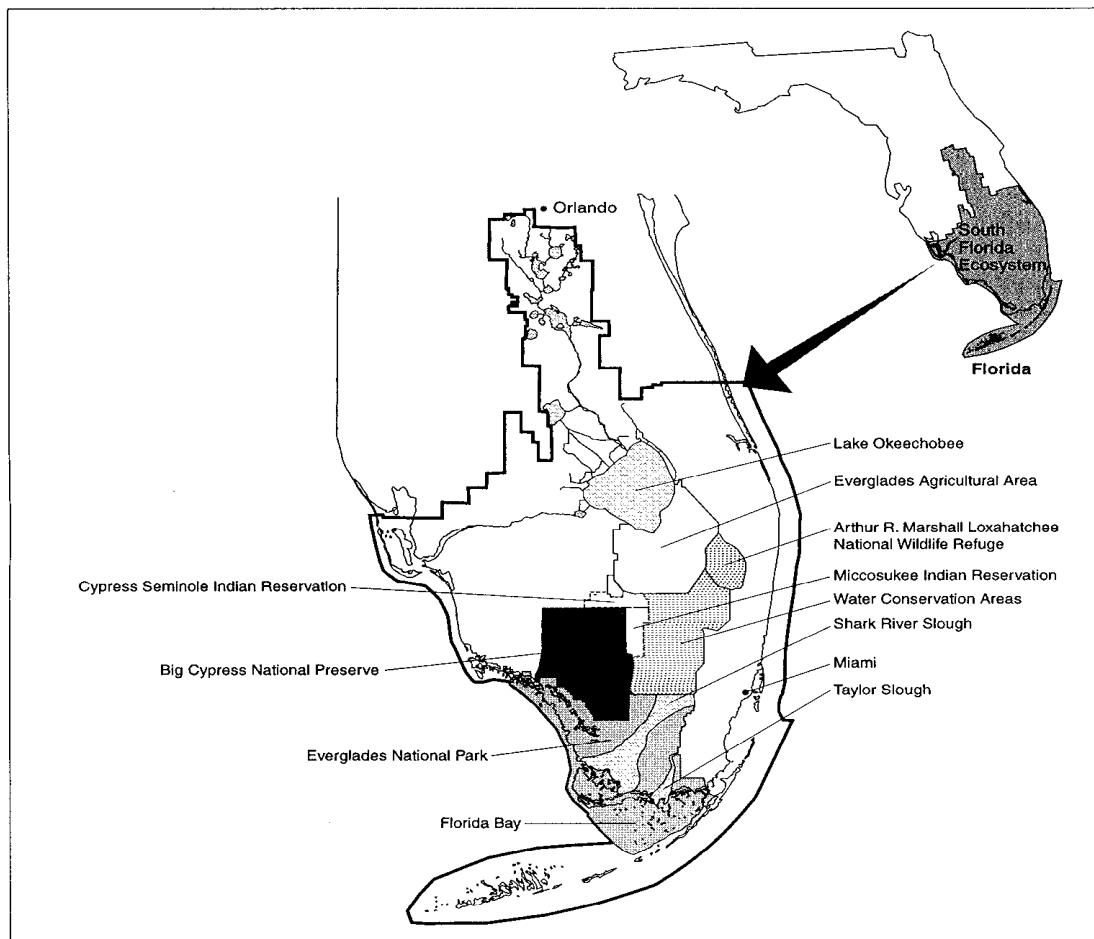 Orlando
South
Florida
Ecosystem
Florida
Lake Okeechobee
Everglades Agricultural Area
Arthur R. Marshall Loxahatchee
National Wildlife Refuge
Cypress Seminole Indian Reservation
Miccosukee Indian Reservation
Water Conservation Areas
Shark River Slough
Big Cypress National Preserve
Miami
Taylor Slough
Everglades National Park
Florida Bay